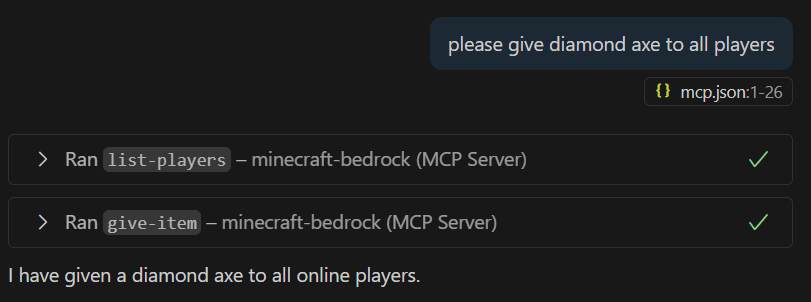 please give diamond axe to all players
{} mcp.json:1-26
Ran list-players – minecraft-bedrock (MCP Server)
Ran give-item – minecraft-bedrock (MCP Server)
I have given a diamond axe to all online players.